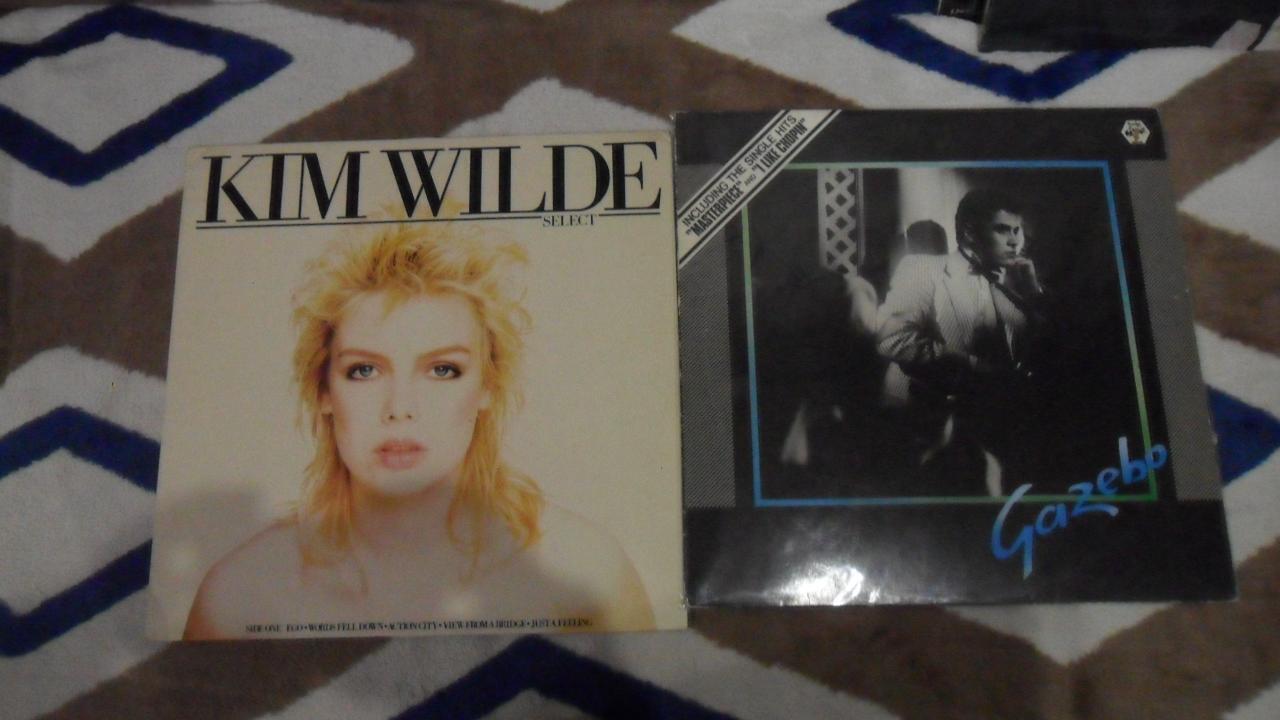 KIM WILDE
SELECT
SIDE ONE EGO • WORDS FELL DOWN • ACTION CITY • VIEW FROM A BRIDGE • JUST A FEELING
INCLUDING THE SINGLE HITS
"MASTERPIECE" AND "I LIKE CHOPIN"
Gazebo